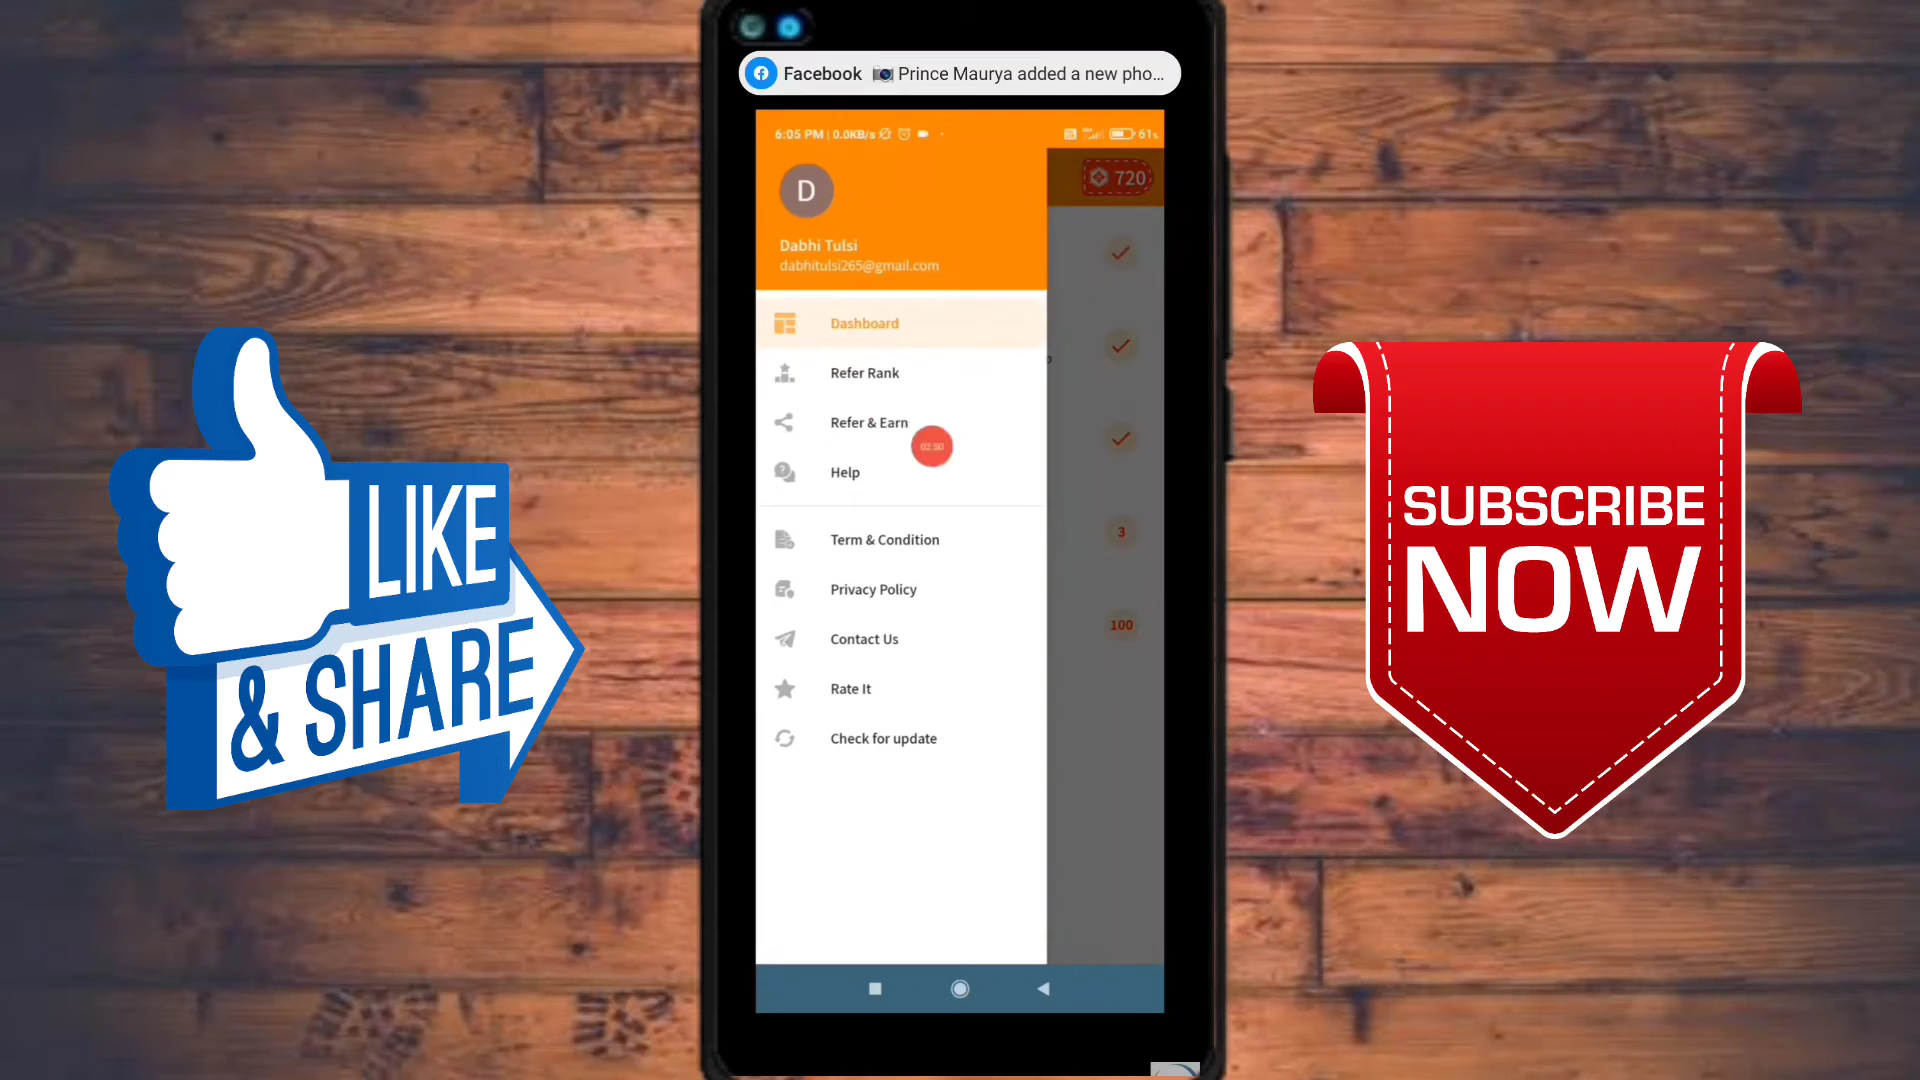 Facebook Prince Maurya added a new pho...
6:05 PM | 0.0KB/s
61%
D
720
Dabhi Tulsi
dabhitulsi265@gmail.com
Dashboard
Refer Rank
Refer & Earn
02:50
Help
Term & Condition
3
Privacy Policy
Contact Us
100
Rate It
Check for update
LIKE
& SHARE
SUBSCRIBE
NOW